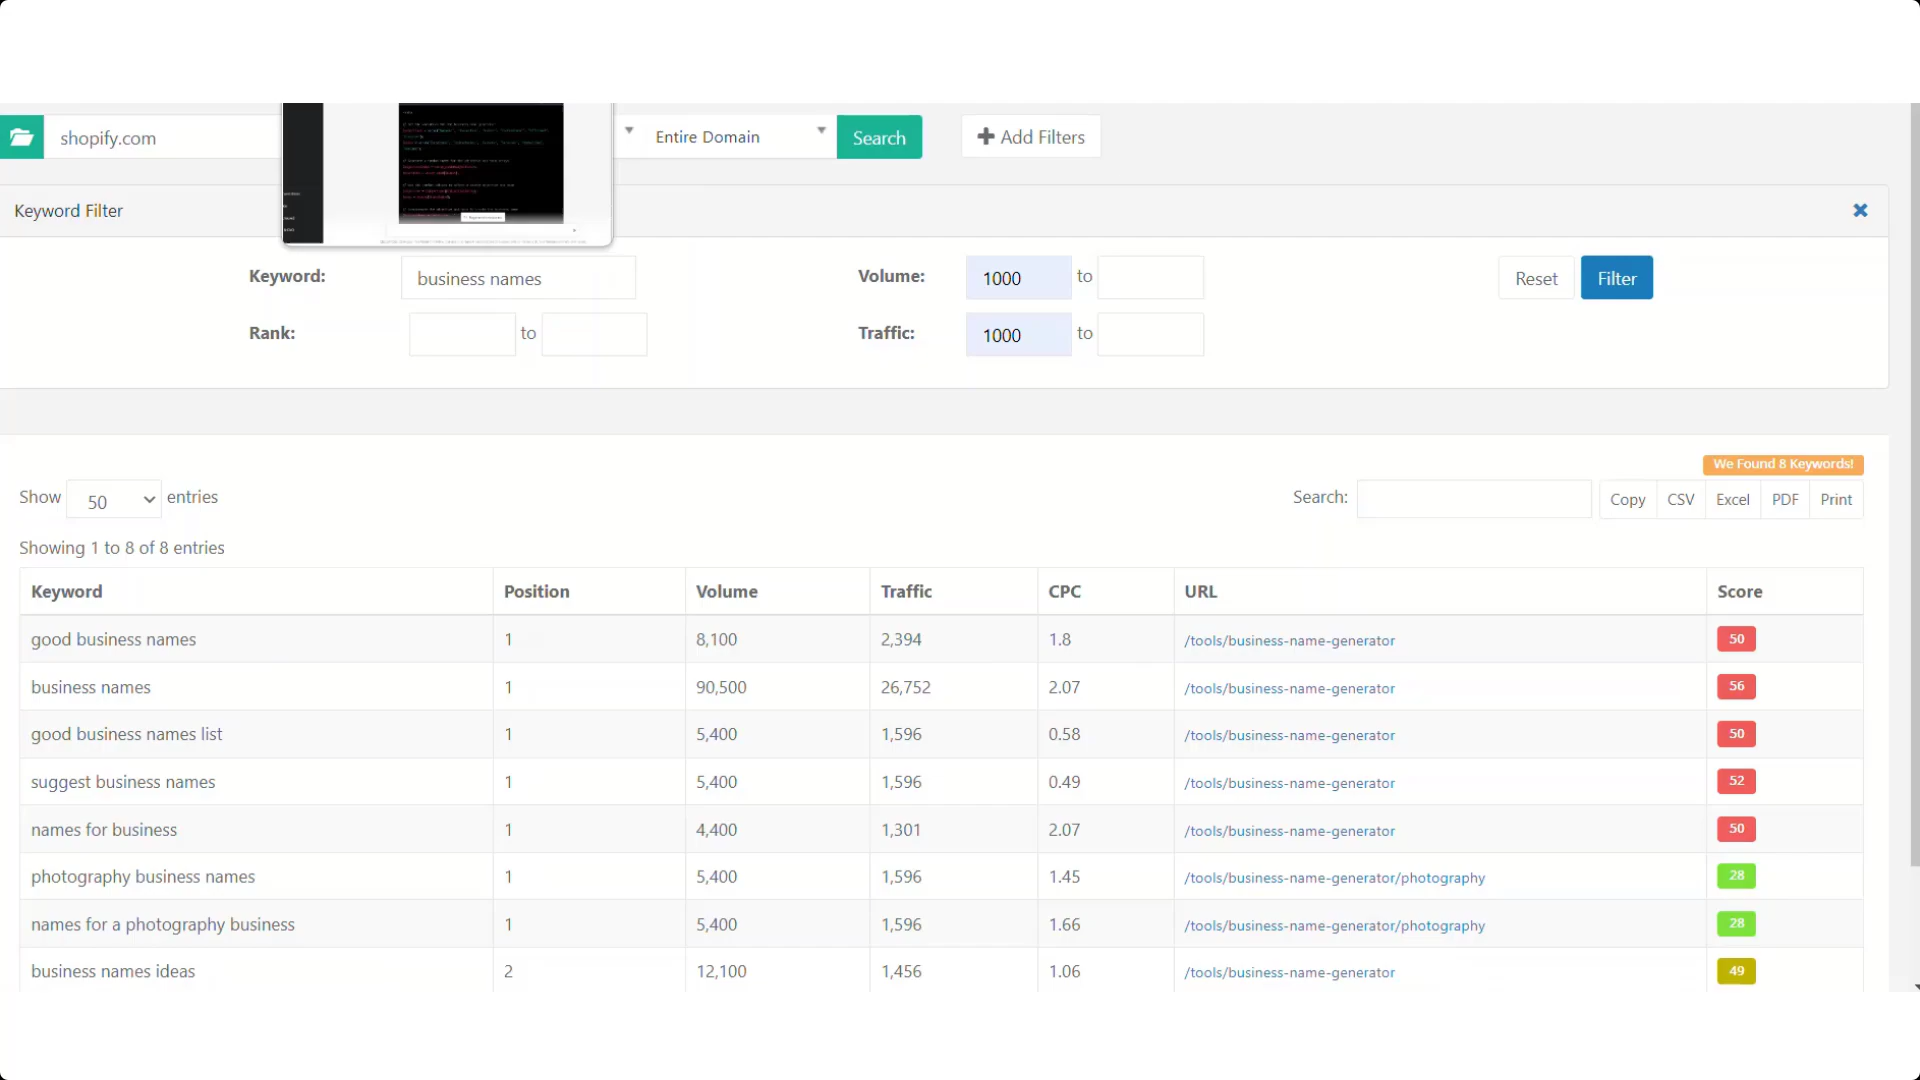 shopify.com
Entire Domain
Search
Add Filters
Keyword Filter
Keyword:
business names
Volume:
1000
to
Reset
Filter
Rank:
to
Traffic:
1000
to
We Found 8 Keywords!
Show 50 entries
Search:
Copy
CSV
Excel
PDF
Print
Showing 1 to 8 of 8 entries
Keyword Position Volume Traffic CPC URL Score
good business names 1 8,100 2,394 1.8 /tools/business-name-generator 50
business names 1 90,500 26,752 2.07 /tools/business-name-generator 56
good business names list 1 5,400 1,596 0.58 /tools/business-name-generator 50
suggest business names 1 5,400 1,596 0.49 /tools/business-name-generator 52
names for business 1 4,400 1,301 2.07 /tools/business-name-generator 50
photography business names 1 5,400 1,596 1.45 /tools/business-name-generator/photography 28
names for a photography business 1 5,400 1,596 1.66 /tools/business-name-generator/photography 28
business names ideas 2 12,100 1,456 1.06 /tools/business-name-generator 49